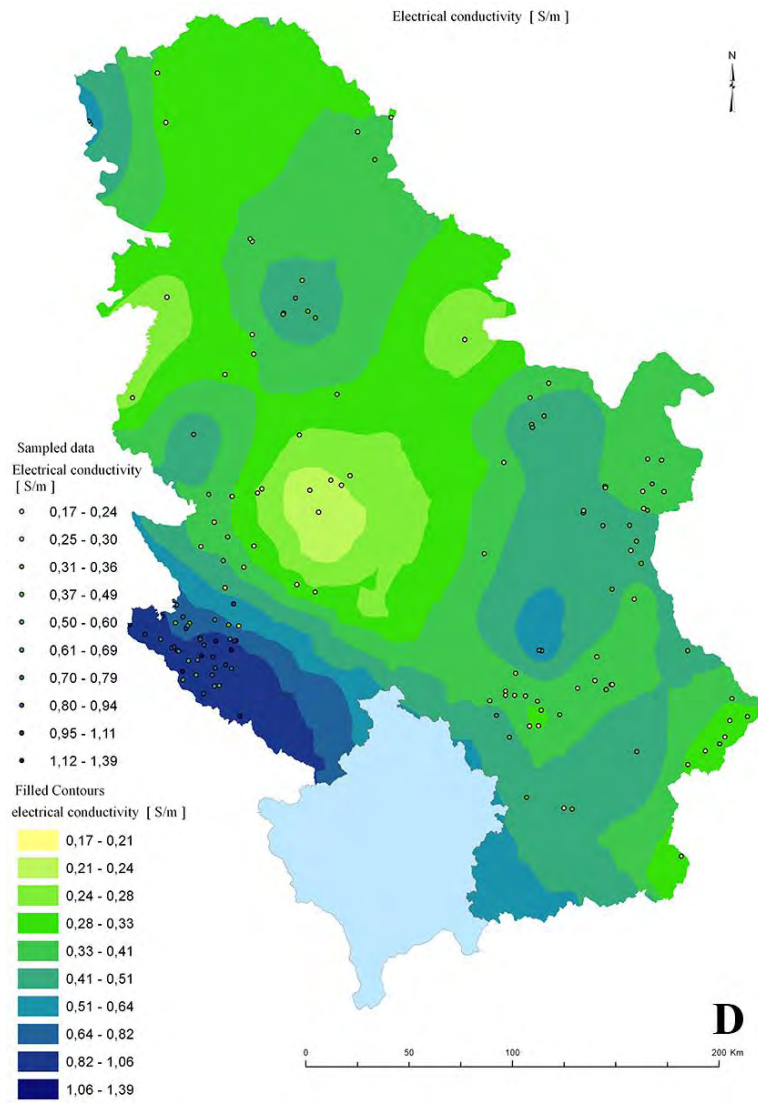 Electrical conductivity [ S/m ]
N
Sampled data
Electrical conductivity
[ S/m ]
0,17 - 0,24
0,25 - 0,30
0,31 - 0,36
0,37 - 0,49
0,50 - 0,60
0,61 - 0,69
0,70 - 0,79
0,80 - 0,94
0,95 - 1,11
1,12 - 1,39
Filled Contours
electrical conductivity [ S/m ]
0,17 - 0,21
0,21 - 0,24
0,24 - 0,28
0,28 - 0,33
0,33 - 0,41
0,41 - 0,51
0,51 - 0,64
0,64 - 0,82
0,82 - 1,06
1,06 - 1,39
D
0 50 100 200 Km